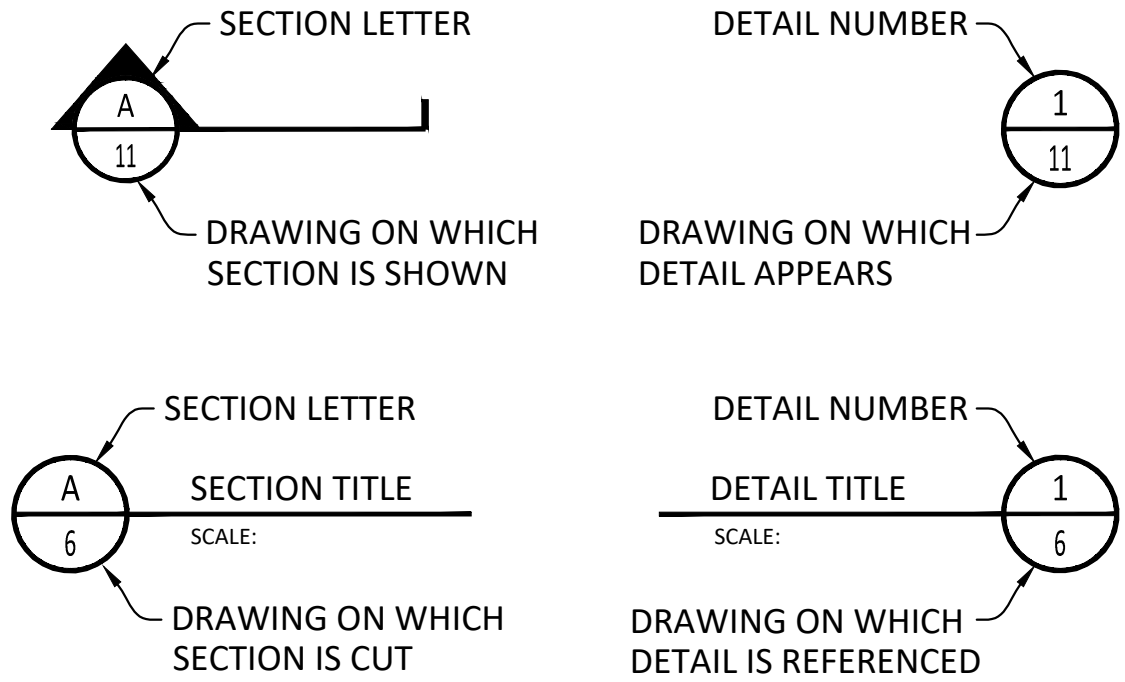 SECTION LETTER
A
11
DRAWING ON WHICH
SECTION IS SHOWN
DETAIL NUMBER
1
11
DRAWING ON WHICH
DETAIL APPEARS
SECTION LETTER
A
SECTION TITLE
6
SCALE:
DRAWING ON WHICH
SECTION IS CUT
DETAIL NUMBER
DETAIL TITLE
1
SCALE:
6
DRAWING ON WHICH
DETAIL IS REFERENCED